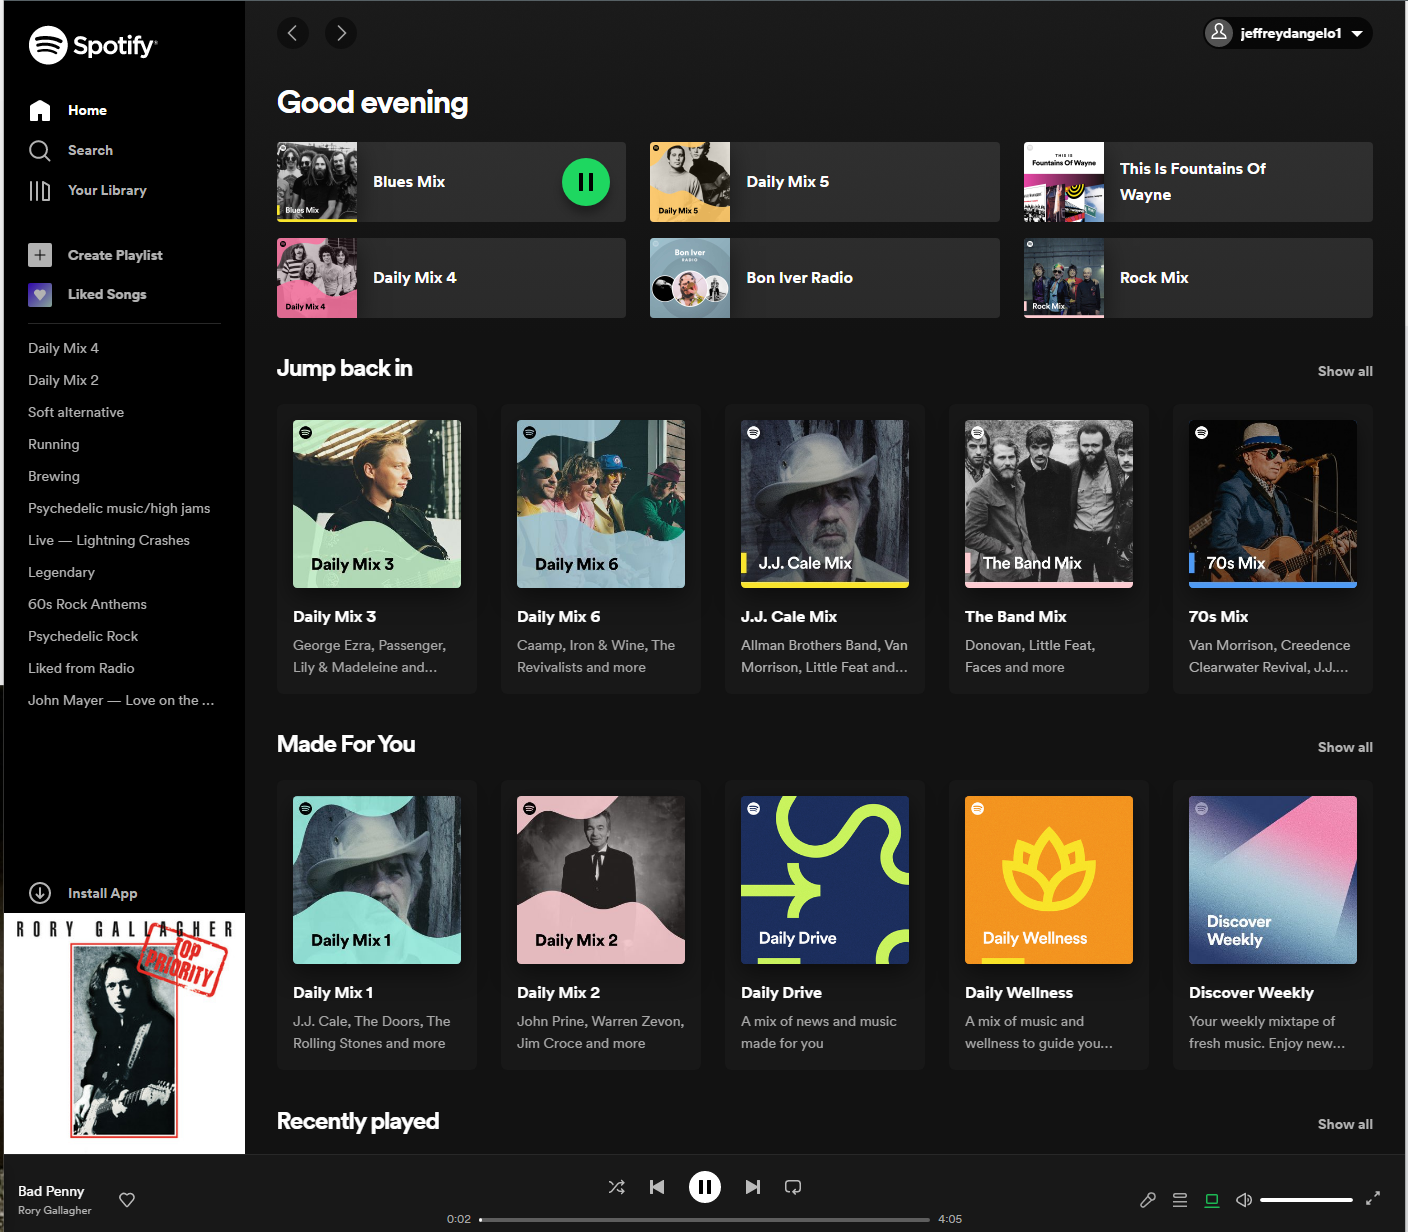 Spotify
jeffreydangelo1
Home
Search
Your Library
Create Playlist
Liked Songs
Daily Mix 4
Daily Mix 2
Soft alternative
Running
Brewing
Psychedelic music/high jams
Live — Lightning Crashes
Legendary
60s Rock Anthems
Psychedelic Rock
Liked from Radio
John Mayer — Love on the ...
Install App
RORY GALLAGHER
TOP
PRIORITY
Good evening
Blues Mix
Blues Mix
Daily Mix 5
Daily Mix 5
THIS IS
Fountains Of Wayne
This Is Fountains Of
Wayne
Daily Mix 4
Daily Mix 4
Bon Iver
RADIO
Bon Iver Radio
Rock Mix
Rock Mix
Jump back in
Show all
Daily Mix 3
Daily Mix 6
J.J. Cale Mix
The Band Mix
70s Mix
Daily Mix 3
George Ezra, Passenger,
Lily & Madeleine and...
Daily Mix 6
Caamp, Iron & Wine, The
Revivalists and more
J.J. Cale Mix
Allman Brothers Band, Van
Morrison, Little Feat and...
The Band Mix
Donovan, Little Feat,
Faces and more
70s Mix
Van Morrison, Creedence
Clearwater Revival, J.J....
Made For You
Show all
Daily Mix 1
Daily Mix 2
Daily Drive
Daily Wellness
Discover
Weekly
Daily Mix 1
J.J. Cale, The Doors, The
Rolling Stones and more
Daily Mix 2
John Prine, Warren Zevon,
Jim Croce and more
Daily Drive
A mix of news and music
made for you
Daily Wellness
A mix of music and
wellness to guide you...
Discover Weekly
Your weekly mixtape of
fresh music. Enjoy new...
Recently played
Show all
Bad Penny
Rory Gallagher
0:02
4:05